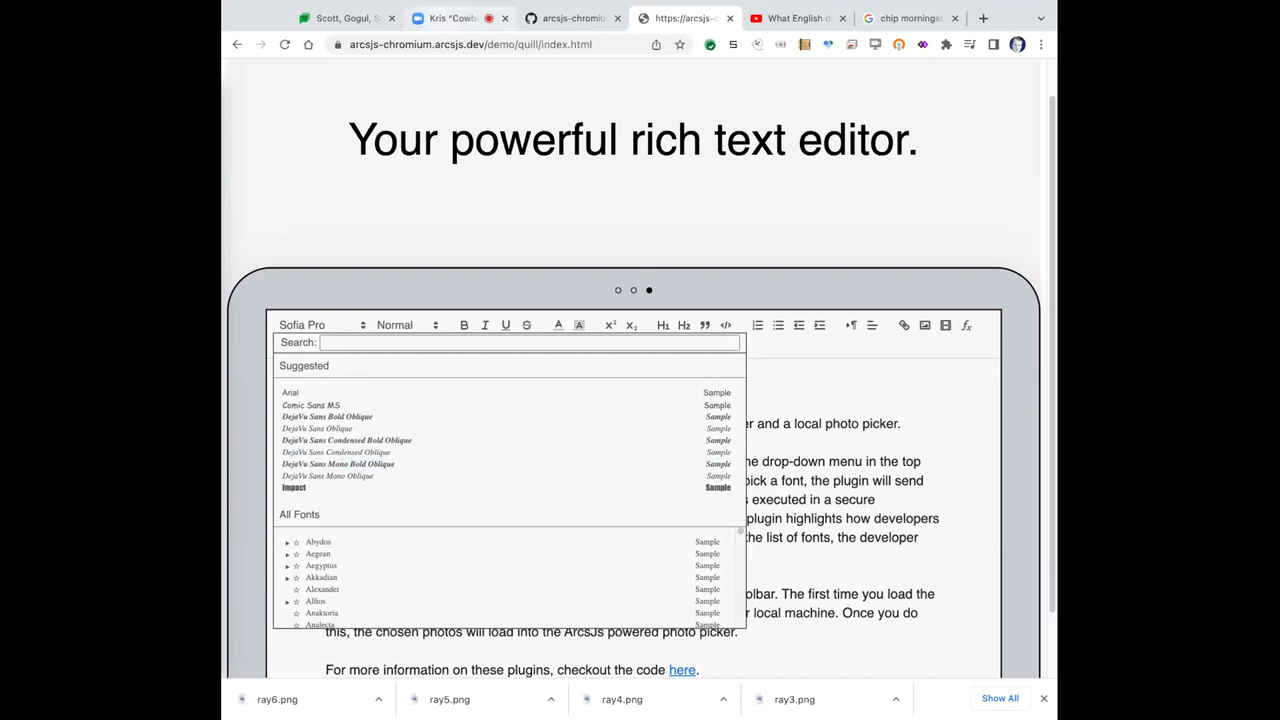 Scott, Gogul, S
Kris "Cowb
arcsjs-chromiu
https://arcsjs-c
What English d
chip mornings
arcsjs-chromium.arcsjs.dev/demo/quill/index.html
Your powerful rich text editor.
Sofia Pro Normal B I U S A A X² X₂ H1 H2
Search:
Suggested
Arial Sample
Comic Sans MS Sample
DejaVu Sans Bold Oblique Sample
DejaVu Sans Oblique Sample
DejaVu Sans Condensed Bold Oblique Sample
DejaVu Sans Condensed Oblique Sample
DejaVu Sans Mono Bold Oblique Sample
DejaVu Sans Mono Oblique Sample
Impact Sample
All Fonts
Abydos Sample
Aegean Sample
Aegyptus Sample
Akkadian Sample
Alexander Sample
Alfios Sample
Anaktoria Sample
Analecta Sample
r and a local photo picker.
he drop-down menu in the top
pick a font, the plugin will send
s executed in a secure
plugin highlights how developers
the list of fonts, the developer
olbar. The first time you load the
r local machine. Once you do
this, the chosen photos will load into the ArcsJs powered photo picker.
For more information on these plugins, checkout the code here.
ray6.png
ray5.png
ray4.png
ray3.png
Show All